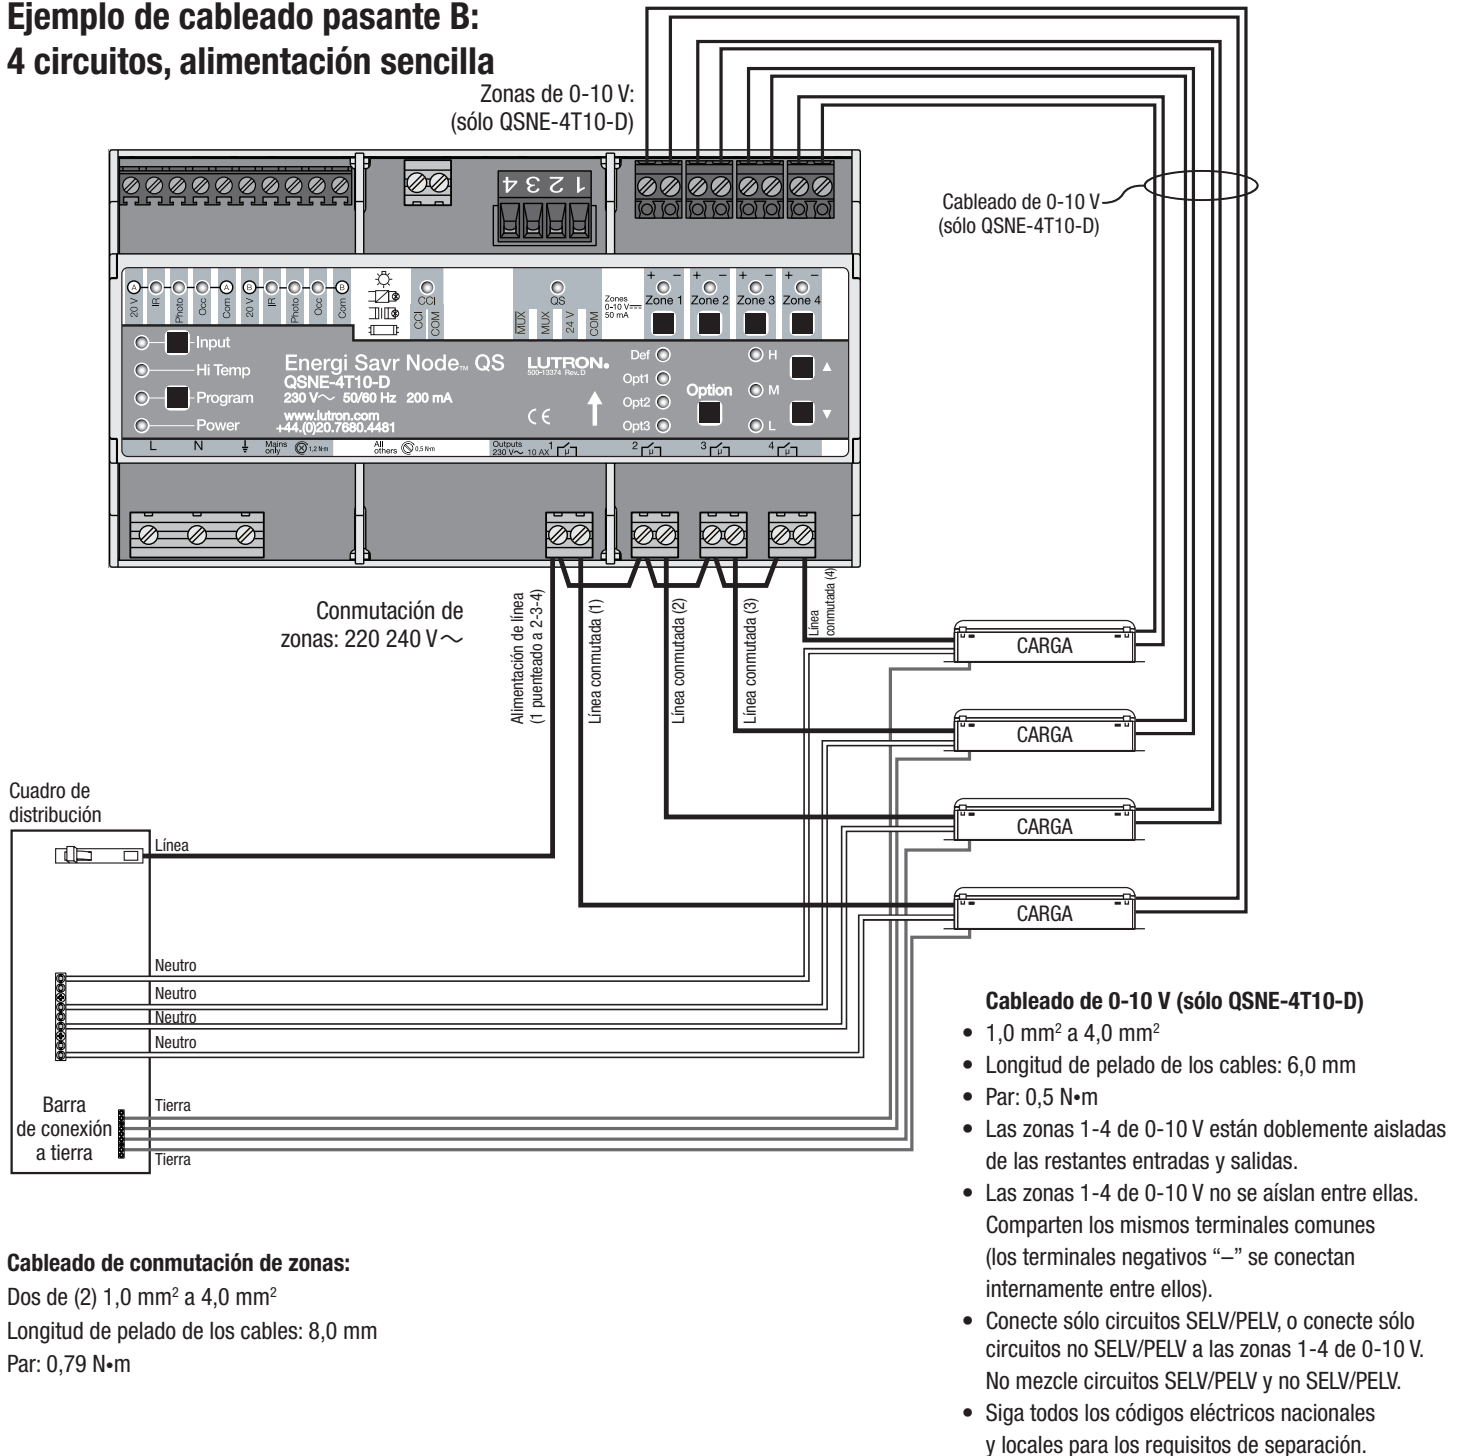 Ejemplo de cableado pasante B:
4 circuitos, alimentación sencilla
Zonas de 0-10 V:
(sólo QSNE-4T10-D)
Cableado de 0-10 V
(sólo QSNE-4T10-D)
1 2 3 4
A
B
A
B
20 V
IR
Photo
Occ
Com
20 V
IR
Photo
Occ
Com
CCI
CCI
COM
QS
MUX
MUX
24 V
COM
Zones
0-10 V
50 mA
+ − + − + − + −
Zone 1 Zone 2 Zone 3 Zone 4
Input
Hi Temp
Program
Power
Energi Savr Node™ QS
QSNE-4T10-D
230 V~ 50/60 Hz 200 mA
www.lutron.com
+44.(0)20.7680.4481
LUTRON®
500-13374 Rev. D
CE
Def
Opt1
Opt2
Opt3
Option
H
M
L
L N
Mains
only
1,2 N·m
All
others
0,5 N·m
Outputs
230 V~ 10 AX
1
µ
2
µ
3
µ
4
µ
Conmutación de
zonas: 220 240 V~
Alimentación de línea
(1 puenteado a 2-3-4)
Línea conmutada (1)
Línea conmutada (2)
Línea conmutada (3)
Línea
conmutada (4)
CARGA
CARGA
CARGA
CARGA
Cuadro de
distribución
Línea
Neutro
Neutro
Neutro
Neutro
Barra
de conexión
a tierra
Tierra
Tierra
Cableado de conmutación de zonas:
Dos de (2) 1,0 mm² a 4,0 mm²
Longitud de pelado de los cables: 8,0 mm
Par: 0,79 N•m
Cableado de 0-10 V (sólo QSNE-4T10-D)
• 1,0 mm² a 4,0 mm²
• Longitud de pelado de los cables: 6,0 mm
• Par: 0,5 N•m
• Las zonas 1-4 de 0-10 V están doblemente aisladas
de las restantes entradas y salidas.
• Las zonas 1-4 de 0-10 V no se aíslan entre ellas.
Comparten los mismos terminales comunes
(los terminales negativos “–” se conectan
internamente entre ellos).
• Conecte sólo circuitos SELV/PELV, o conecte sólo
circuitos no SELV/PELV a las zonas 1-4 de 0-10 V.
No mezcle circuitos SELV/PELV y no SELV/PELV.
• Siga todos los códigos eléctricos nacionales
y locales para los requisitos de separación.